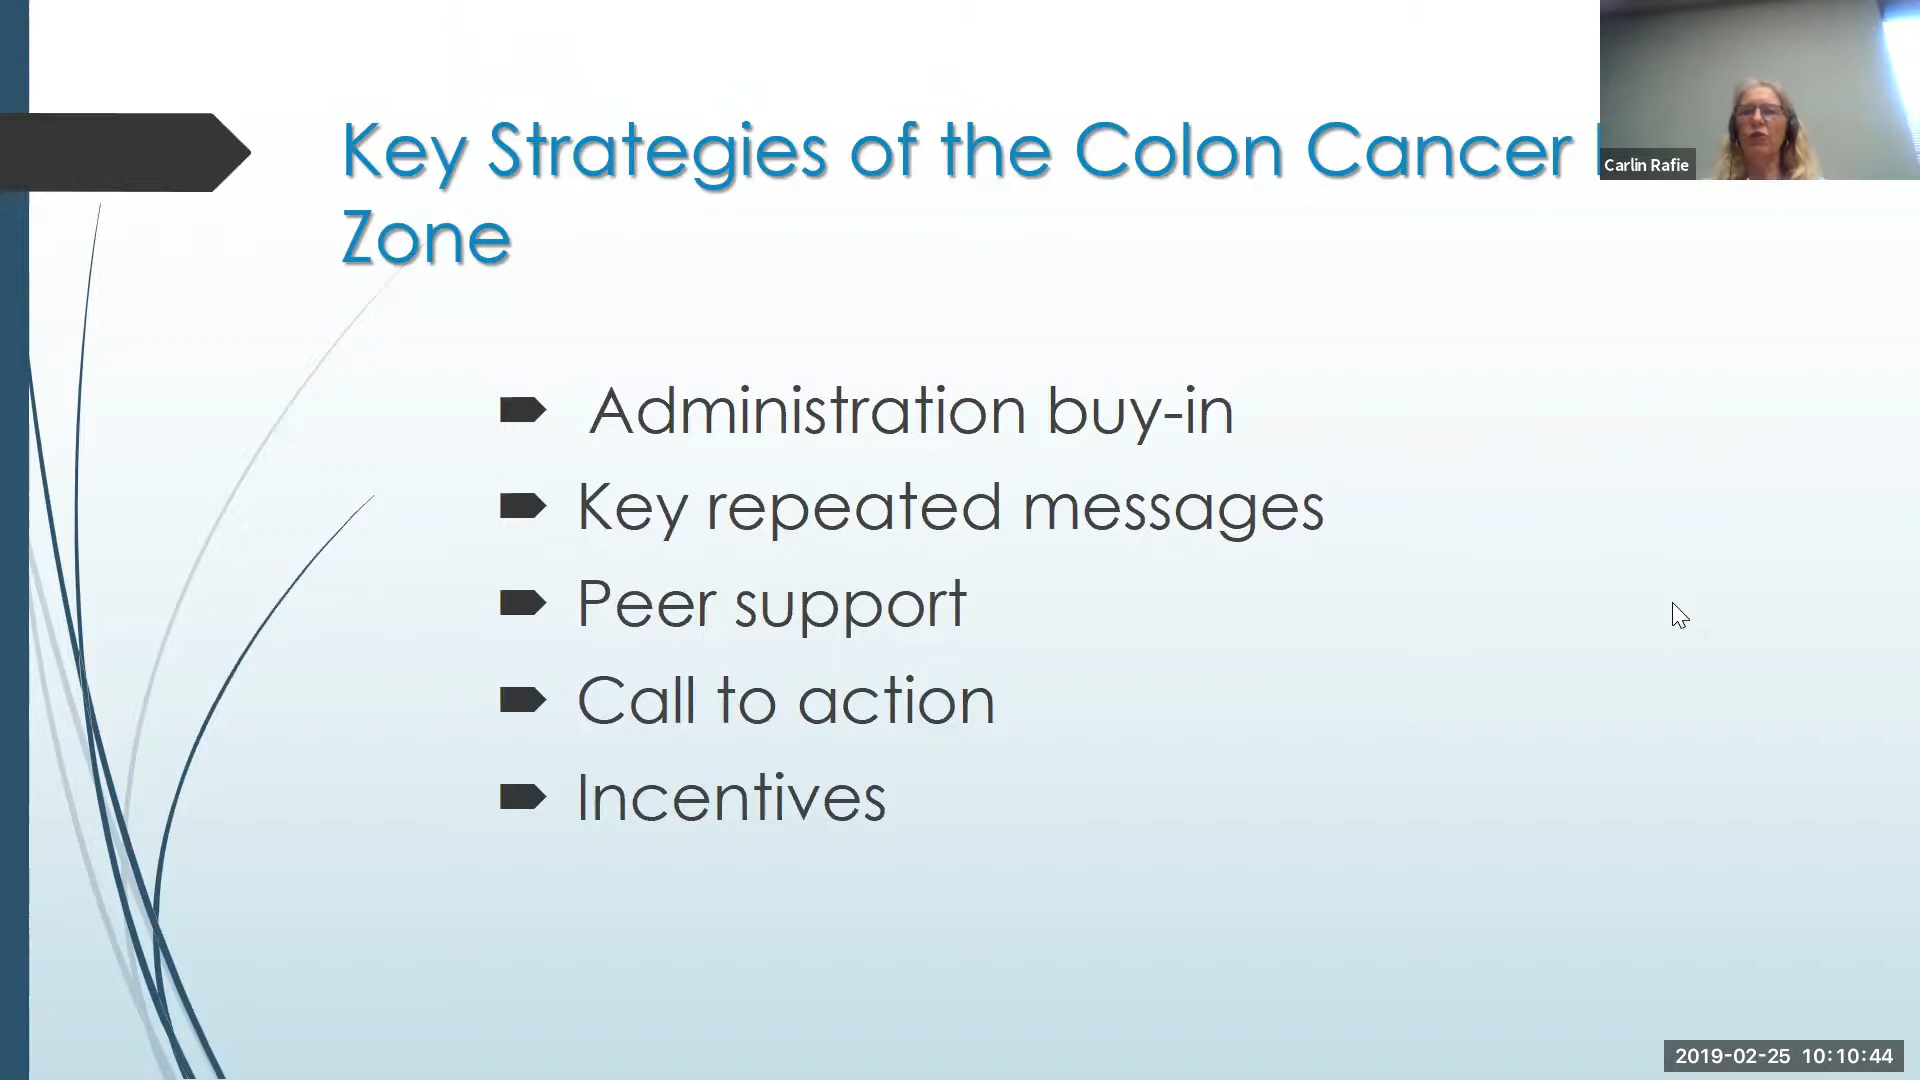 Key Strategies of the Colon Cancer
Zone
Carlin Rafie
Administration buy-in
Key repeated messages
Peer support
Call to action
Incentives
2019-02-25 10:10:44